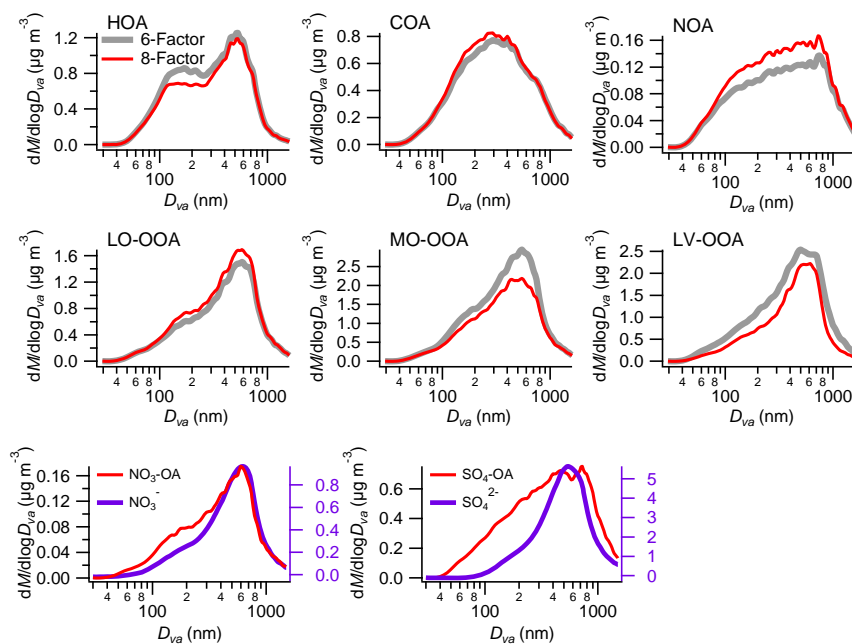 HOA
6-Factor
8-Factor
dM/dlogDva (µg m-3)
1.2
0.8
0.4
0.0
4 6 8 100 2 4 6 8 1000
Dva (nm)
COA
dM/dlogDva (µg m-3)
0.8
0.6
0.4
0.2
0.0
4 6 8 100 2 4 6 8 1000
Dva (nm)
NOA
dM/dlogDva (µg m-3)
0.16
0.12
0.08
0.04
0.00
4 6 8 100 2 4 6 8 1000
Dva (nm)
LO-OOA
dM/dlogDva (µg m-3)
1.6
1.2
0.8
0.4
0.0
4 6 8 100 2 4 6 8 1000
Dva (nm)
MO-OOA
dM/dlogDva (µg m-3)
2.5
2.0
1.5
1.0
0.5
0.0
4 6 8 100 2 4 6 8 1000
Dva (nm)
LV-OOA
dM/dlogDva (µg m-3)
2.5
2.0
1.5
1.0
0.5
0.0
4 6 8 100 2 4 6 8 1000
Dva (nm)
NO3-OA
NO3-
dM/dlogDva (µg m-3)
0.16
0.12
0.08
0.04
0.00
0.8
0.6
0.4
0.2
0.0
4 6 8 100 2 4 6 8 1000
Dva (nm)
SO4-OA
SO42-
dM/dlogDva (µg m-3)
0.6
0.4
0.2
0.0
5
4
3
2
1
0
4 6 8 100 2 4 6 8 1000
Dva (nm)